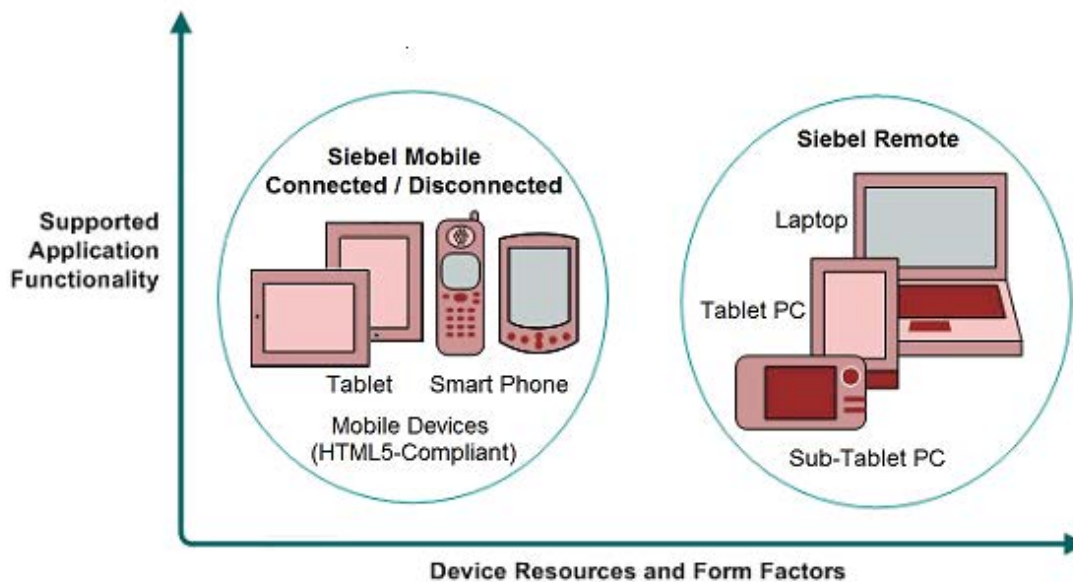 Supported
Application
Functionality
Siebel Mobile
Connected / Disconnected
Tablet
Smart Phone
Mobile Devices
(HTML5-Compliant)
Siebel Remote
Laptop
Tablet PC
Sub-Tablet PC
Device Resources and Form Factors